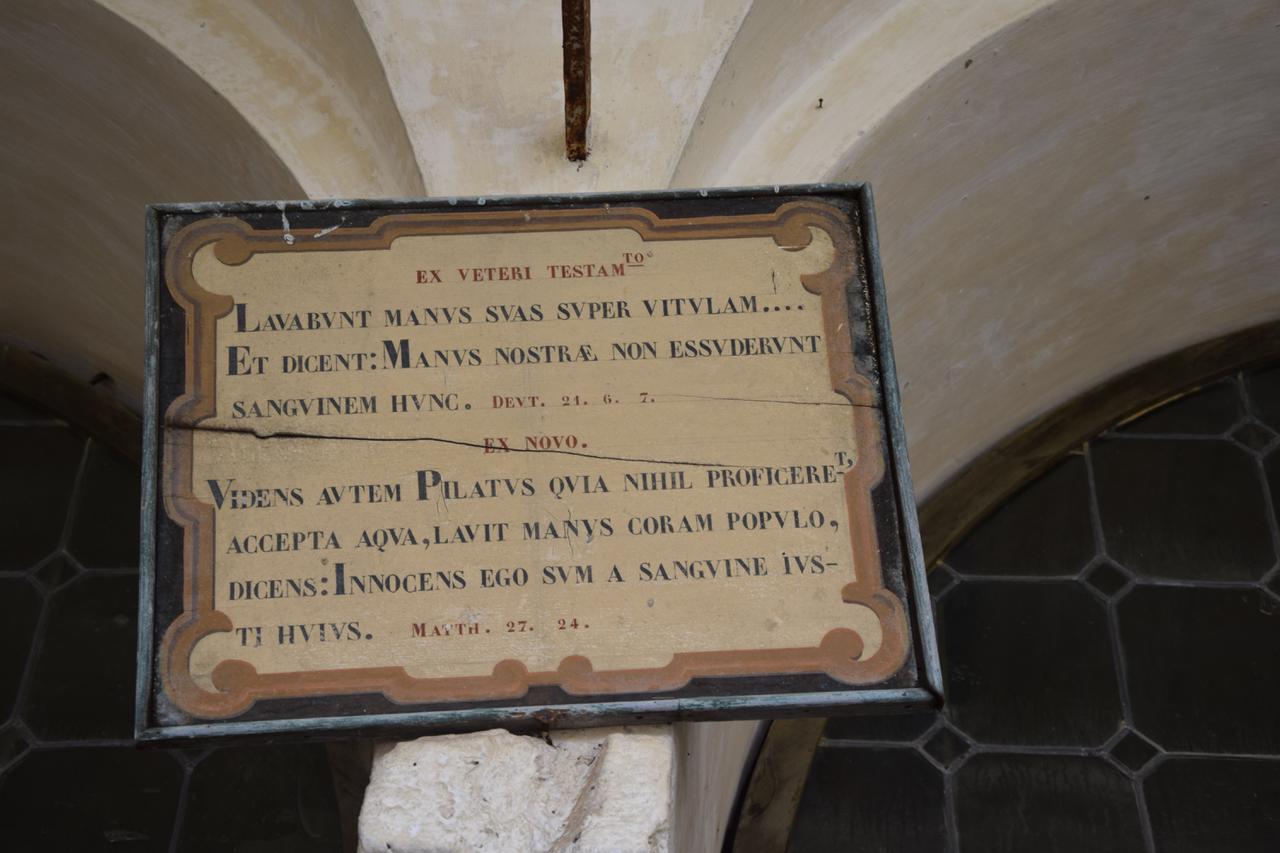 EX VETERI TESTAMTO
LAVABVNT MANVS SVAS SVPER VITVLAM....
ET DICENT: MANVS NOSTRÆ NON ESSVDERVNT
SANGVINEM HVNC. DEVT. 21. 6. 7.
EX NOVO.
VIDENS AVTEM PILATVS QVIA NIHIL PROFICERET,
ACCEPTA AQVA, LAVIT MANVS CORAM POPVLO,
DICENS: INNOCENS EGO SVM A SANGVINE IVS-
TI HVIVS. MATTH. 27. 24.